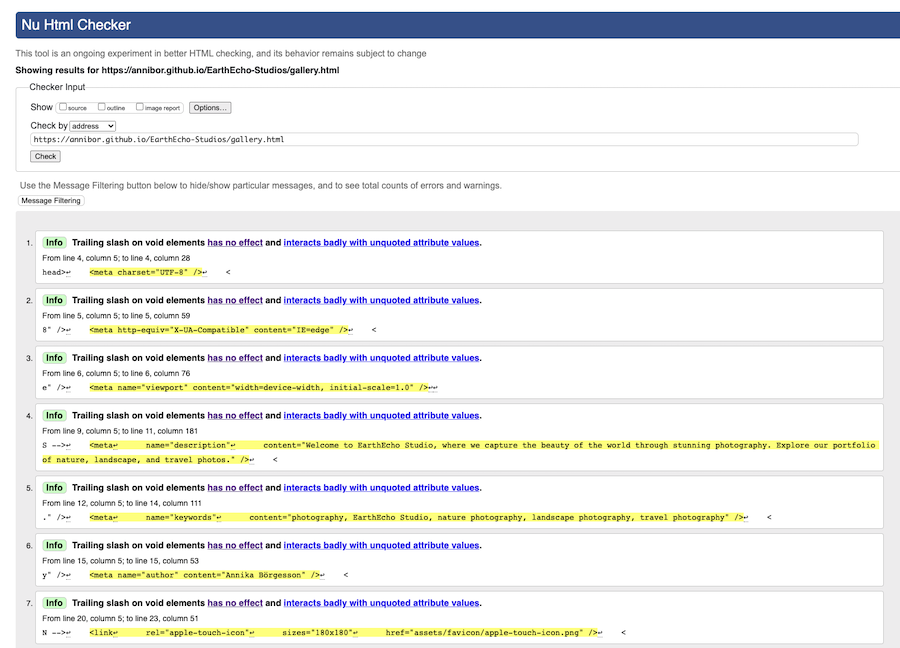 Nu Html Checker
This tool is an ongoing experiment in better HTML checking, and its behavior remains subject to change
Showing results for https://annibor.github.io/EarthEcho-Studios/gallery.html
Checker Input
Show source outline image report Options...
Check by address
https://annibor.github.io/EarthEcho-Studios/gallery.html
Check
Use the Message Filtering button below to hide/show particular messages, and to see total counts of errors and warnings.
Message Filtering
1. Info Trailing slash on void elements has no effect and interacts badly with unquoted attribute values.
From line 4, column 5; to line 4, column 28
head>↩ <meta charset="UTF-8" />↩ <
2. Info Trailing slash on void elements has no effect and interacts badly with unquoted attribute values.
From line 5, column 5; to line 5, column 59
8" />↩ <meta http-equiv="X-UA-Compatible" content="IE=edge" />↩ <
3. Info Trailing slash on void elements has no effect and interacts badly with unquoted attribute values.
From line 6, column 5; to line 6, column 76
e" />↩ <meta name="viewport" content="width=device-width, initial-scale=1.0" />↩↩
4. Info Trailing slash on void elements has no effect and interacts badly with unquoted attribute values.
From line 9, column 5; to line 11, column 181
S -->↩ <meta↩ name="description"↩ content="Welcome to EarthEcho Studio, where we capture the beauty of the world through stunning photography. Explore our portfolio
of nature, landscape, and travel photos." />↩ <
5. Info Trailing slash on void elements has no effect and interacts badly with unquoted attribute values.
From line 12, column 5; to line 14, column 111
." />↩ <meta↩ name="keywords"↩ content="photography, EarthEcho Studio, nature photography, landscape photography, travel photography" />↩ <
6. Info Trailing slash on void elements has no effect and interacts badly with unquoted attribute values.
From line 15, column 5; to line 15, column 53
y" />↩ <meta name="author" content="Annika Börgesson" />↩ <
7. Info Trailing slash on void elements has no effect and interacts badly with unquoted attribute values.
From line 20, column 5; to line 23, column 51
N -->↩ <link↩ rel="apple-touch-icon"↩ sizes="180x180"↩ href="assets/favicon/apple-touch-icon.png" />↩ <